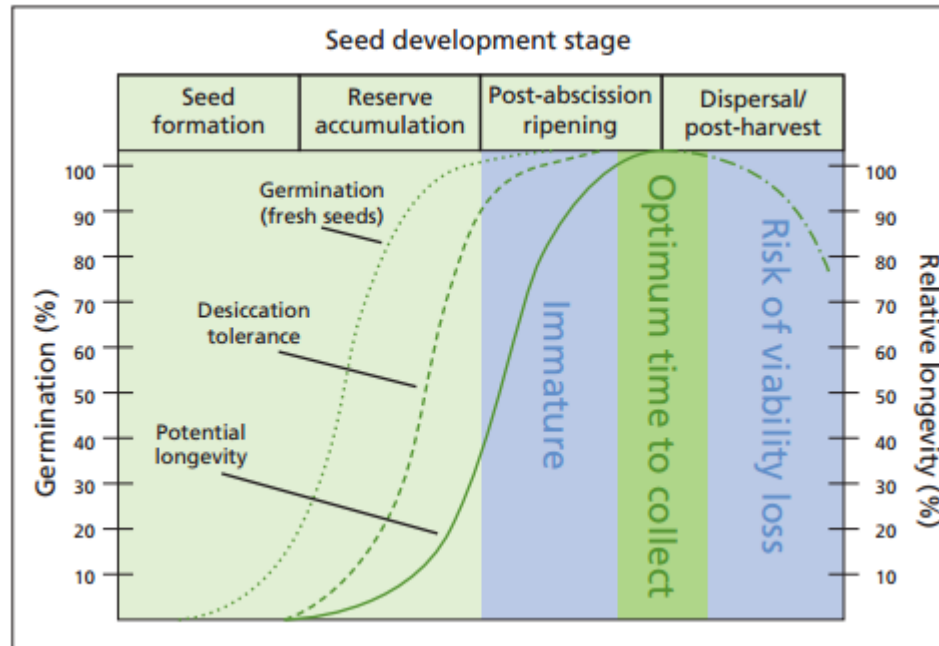 Seed development stage
Seed
formation
Reserve
accumulation
Post-abscission
ripening
Dispersal/
post-harvest
Germination (%)
100
90
80
70
60
50
40
30
20
10
Germination
(fresh seeds)
Desiccation
tolerance
Potential
longevity
Immature
Optimum time to collect
Risk of viability loss
100
90
80
70
60
50
40
30
20
10
Relative longevity (%)